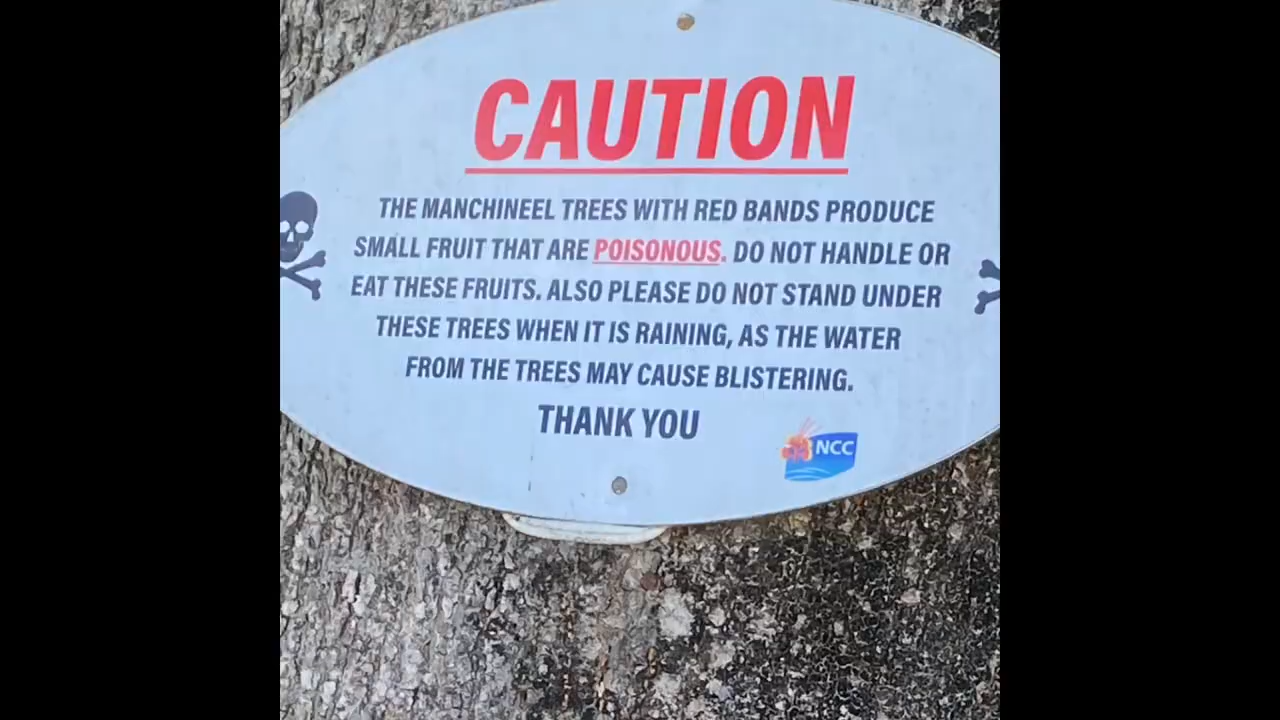 CAUTION
THE MANCHINEEL TREES WITH RED BANDS PRODUCE
SMALL FRUIT THAT ARE POISONOUS. DO NOT HANDLE OR
EAT THESE FRUITS. ALSO PLEASE DO NOT STAND UNDER
THESE TREES WHEN IT IS RAINING, AS THE WATER
FROM THE TREES MAY CAUSE BLISTERING.
THANK YOU
NCC